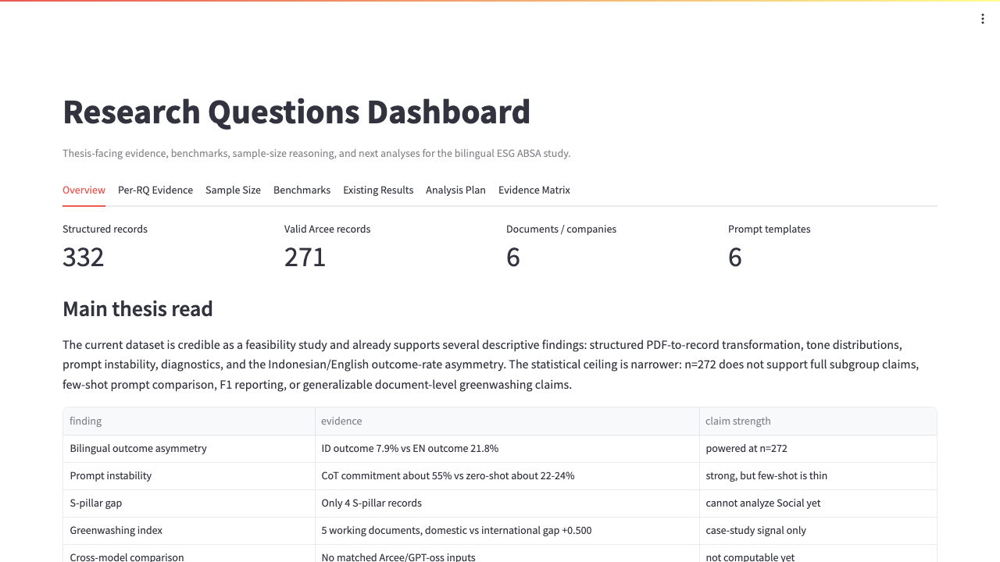 Research Questions Dashboard
Thesis-facing evidence, benchmarks, sample-size reasoning, and next analyses for the bilingual ESG ABSA study.
Overview Per-RQ Evidence Sample Size Benchmarks Existing Results Analysis Plan Evidence Matrix
Structured records Valid Arcee records Documents / companies Prompt templates
332 271 6 6
Main thesis read
The current dataset is credible as a feasibility study and already supports several descriptive findings: structured PDF-to-record transformation, tone distributions,
prompt instability, diagnostics, and the Indonesian/English outcome-rate asymmetry. The statistical ceiling is narrower: n=272 does not support full subgroup claims,
few-shot prompt comparison, F1 reporting, or generalizable document-level greenwashing claims.
finding evidence claim strength
Bilingual outcome asymmetry ID outcome 7.9% vs EN outcome 21.8% powered at n=272
Prompt instability CoT commitment about 55% vs zero-shot about 22-24% strong, but few-shot is thin
S-pillar gap Only 4 S-pillar records cannot analyze Social yet
Greenwashing index 5 working documents, domestic vs international gap +0.500 case-study signal only
Cross-model comparison No matched Arcee/GPT-oss inputs not computable yet